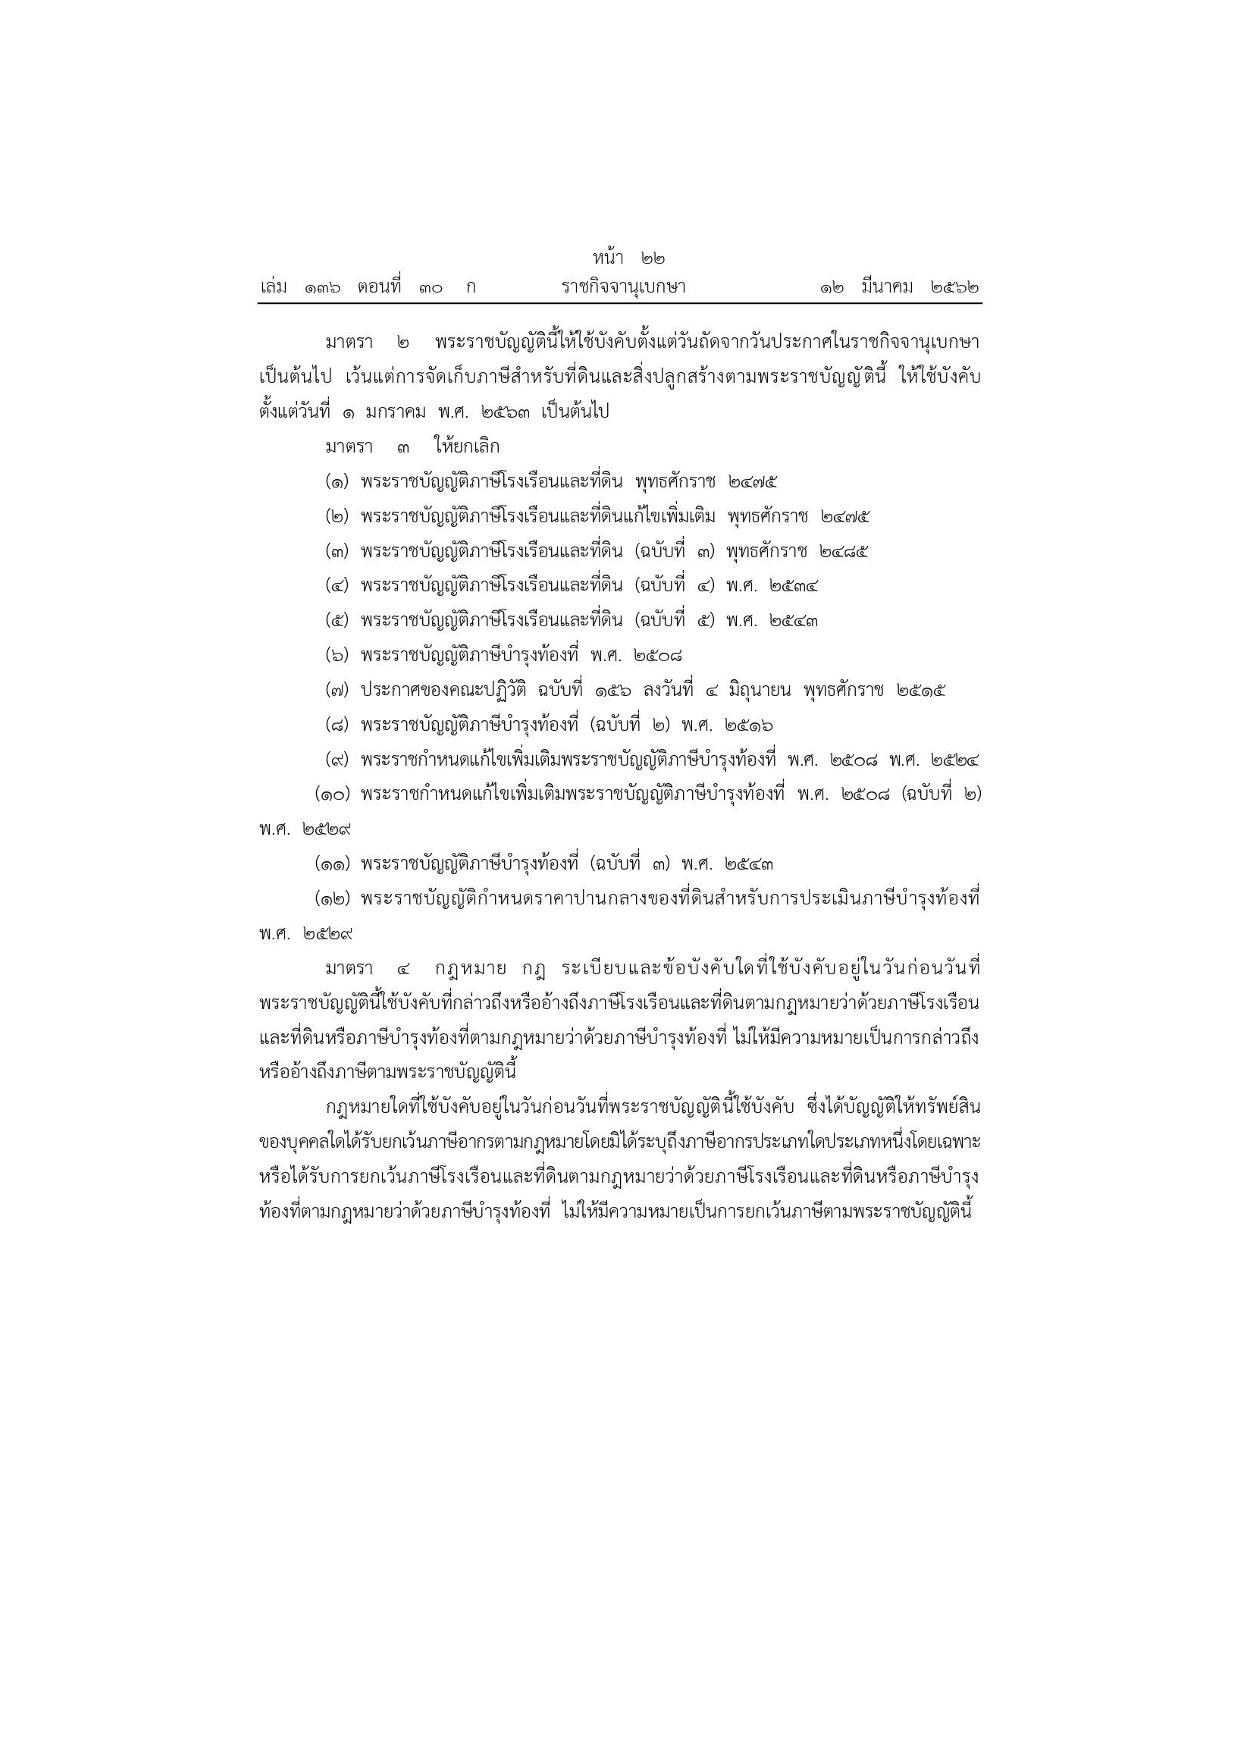 หน้า ๒๒
เล่ม ๑๓๖ ตอนที่ ๓๐ ก ราชกิจจานุเบกษา ๑๒ มีนาคม ๒๕๖๒
มาตรา ๒ พระราชบัญญัตินี้ให้ใช้บังคับตั้งแต่วันถัดจากวันประกาศในราชกิจจานุเบกษา
เป็นต้นไป เว้นแต่การจัดเก็บภาษีสำหรับที่ดินและสิ่งปลูกสร้างตามพระราชบัญญัตินี้ ให้ใช้บังคับ
ตั้งแต่วันที่ ๑ มกราคม พ.ศ. ๒๕๖๓ เป็นต้นไป
มาตรา ๓ ให้ยกเลิก
(๑) พระราชบัญญัติภาษีโรงเรือนและที่ดิน พุทธศักราช ๒๔๗๕
(๒) พระราชบัญญัติภาษีโรงเรือนและที่ดินแก้ไขเพิ่มเติม พุทธศักราช ๒๔๗๕
(๓) พระราชบัญญัติภาษีโรงเรือนและที่ดิน (ฉบับที่ ๓) พุทธศักราช ๒๔๘๕
(๔) พระราชบัญญัติภาษีโรงเรือนและที่ดิน (ฉบับที่ ๔) พ.ศ. ๒๕๓๔
(๕) พระราชบัญญัติภาษีโรงเรือนและที่ดิน (ฉบับที่ ๕) พ.ศ. ๒๕๔๓
(๖) พระราชบัญญัติภาษีบำรุงท้องที่ พ.ศ. ๒๕๐๘
(๗) ประกาศของคณะปฏิวัติ ฉบับที่ ๑๕๖ ลงวันที่ ๔ มิถุนายน พุทธศักราช ๒๕๑๕
(๘) พระราชบัญญัติภาษีบำรุงท้องที่ (ฉบับที่ ๒) พ.ศ. ๒๕๑๖
(๙) พระราชกำหนดแก้ไขเพิ่มเติมพระราชบัญญัติภาษีบำรุงท้องที่ พ.ศ. ๒๕๐๘ พ.ศ. ๒๕๒๔
(๑๐) พระราชกำหนดแก้ไขเพิ่มเติมพระราชบัญญัติภาษีบำรุงท้องที่ พ.ศ. ๒๕๐๘ (ฉบับที่ ๒)
พ.ศ. ๒๕๒๙
(๑๑) พระราชบัญญัติภาษีบำรุงท้องที่ (ฉบับที่ ๓) พ.ศ. ๒๕๔๓
(๑๒) พระราชบัญญัติกำหนดราคาปานกลางของที่ดินสำหรับการประเมินภาษีบำรุงท้องที่
พ.ศ. ๒๕๒๙
มาตรา ๔ กฎหมาย กฎ ระเบียบและข้อบังคับใดที่ใช้บังคับอยู่ในวันก่อนวันที่
พระราชบัญญัตินี้ใช้บังคับที่กล่าวถึงหรืออ้างถึงภาษีโรงเรือนและที่ดินตามกฎหมายว่าด้วยภาษีโรงเรือน
และที่ดินหรือภาษีบำรุงท้องที่ตามกฎหมายว่าด้วยภาษีบำรุงท้องที่ ไม่ให้มีความหมายเป็นการกล่าวถึง
หรืออ้างถึงภาษีตามพระราชบัญญัตินี้
กฎหมายใดที่ใช้บังคับอยู่ในวันก่อนวันที่พระราชบัญญัตินี้ใช้บังคับ ซึ่งได้บัญญัติให้ทรัพย์สิน
ของบุคคลใดได้รับยกเว้นภาษีอากรตามกฎหมายโดยมิได้ระบุถึงภาษีอากรประเภทใดประเภทหนึ่งโดยเฉพาะ
หรือได้รับการยกเว้นภาษีโรงเรือนและที่ดินตามกฎหมายว่าด้วยภาษีโรงเรือนและที่ดินหรือภาษีบำรุง
ท้องที่ตามกฎหมายว่าด้วยภาษีบำรุงท้องที่ ไม่ให้มีความหมายเป็นการยกเว้นภาษีตามพระราชบัญญัตินี้